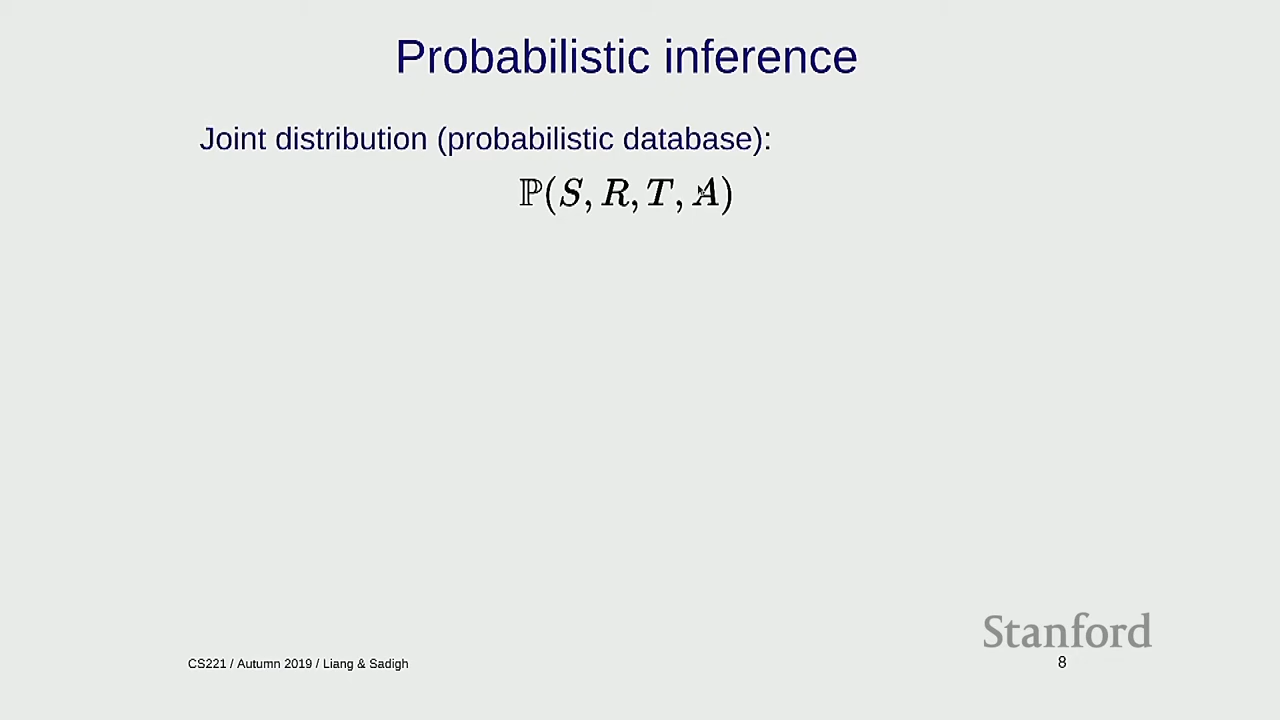 Probabilistic inference
Joint distribution (probabilistic database):
ℙ(S, R, T, A)
Stanford
CS221 / Autumn 2019 / Liang & Sadigh
8